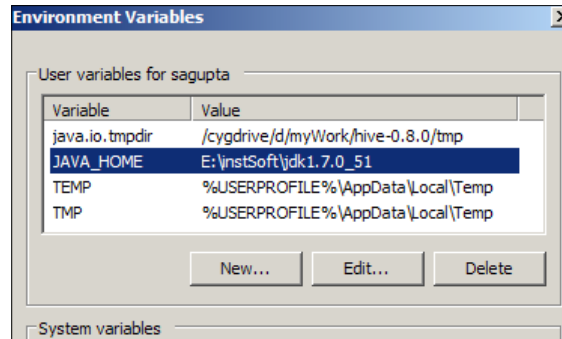 Environment Variables
User variables for sagupta
Variable Value
java.io.tmpdir /cygdrive/d/myWork/hive-0.8.0/tmp
JAVA_HOME E:\instSoft\jdk1.7.0_51
TEMP %USERPROFILE%\AppData\Local\Temp
TMP %USERPROFILE%\AppData\Local\Temp
New... Edit... Delete
System variables